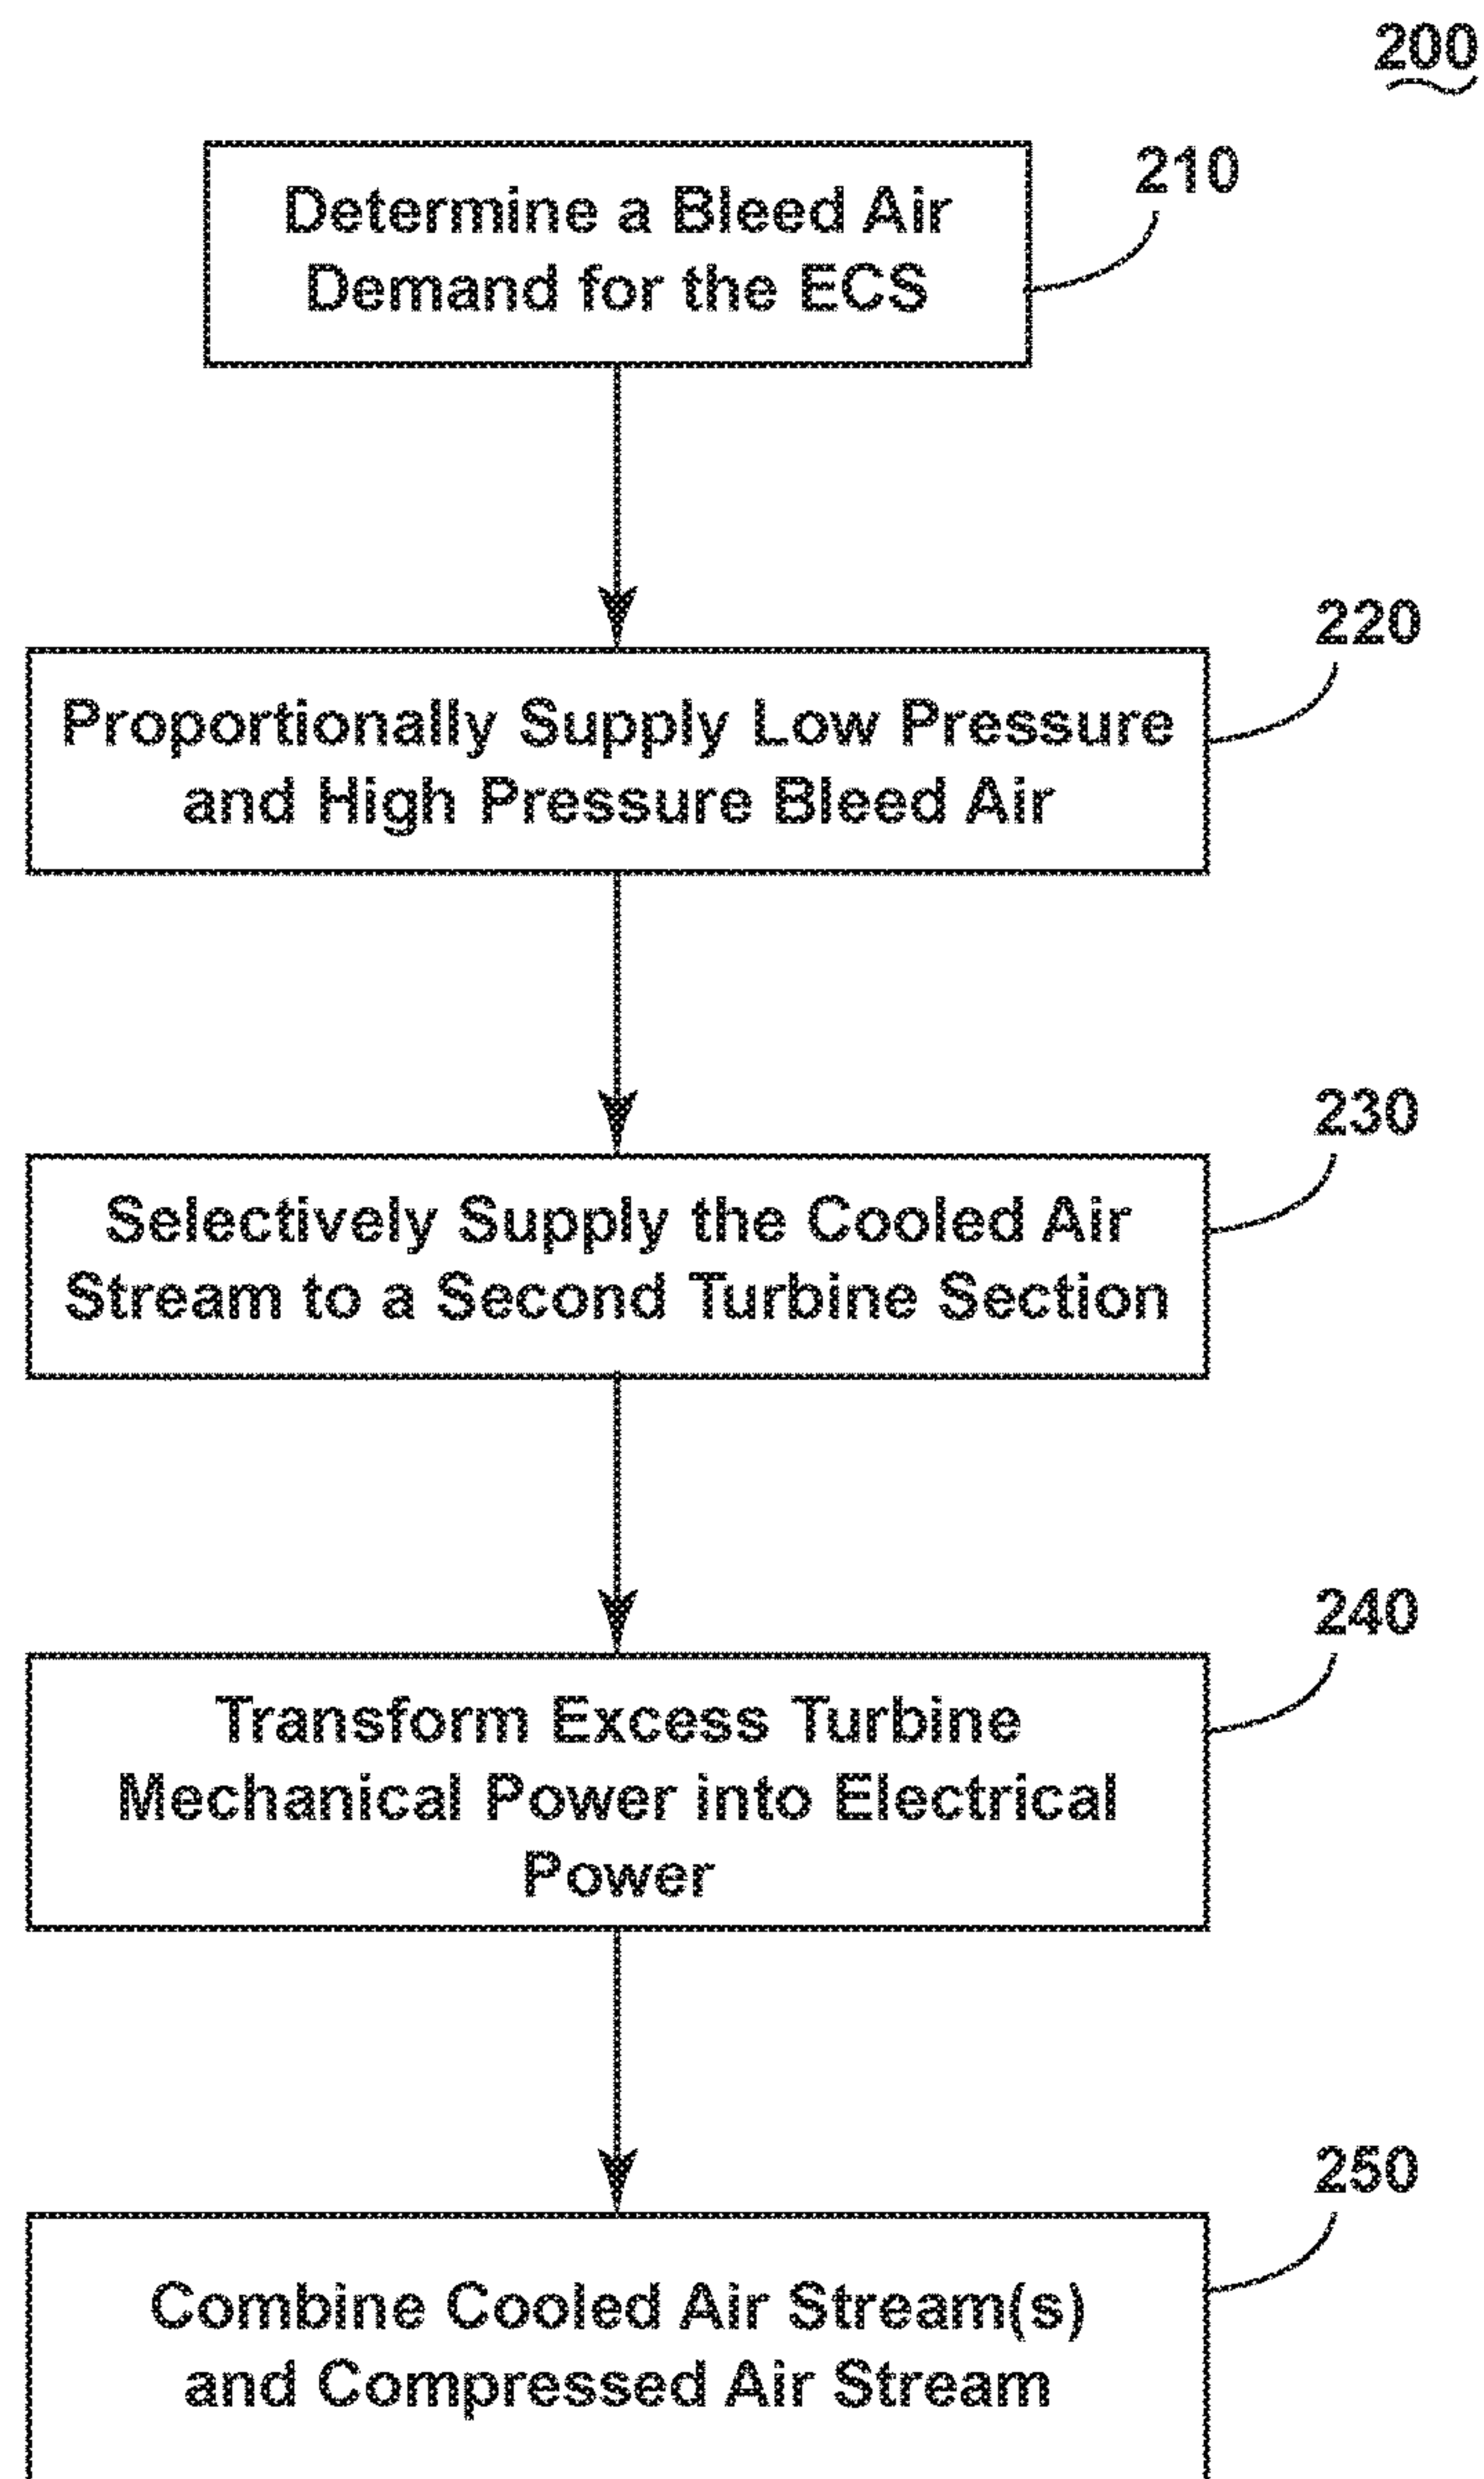 200
210
Determine a Bleed Air
Demand for the ECS
220
Proportionally Supply Low Pressure
and High Pressure Bleed Air
230
Selectively Supply the Cooled Air
Stream to a Second Turbine Section
240
Transform Excess Turbine
Mechanical Power into Electrical
Power
250
Combine Cooled Air Stream(s)
and Compressed Air Stream